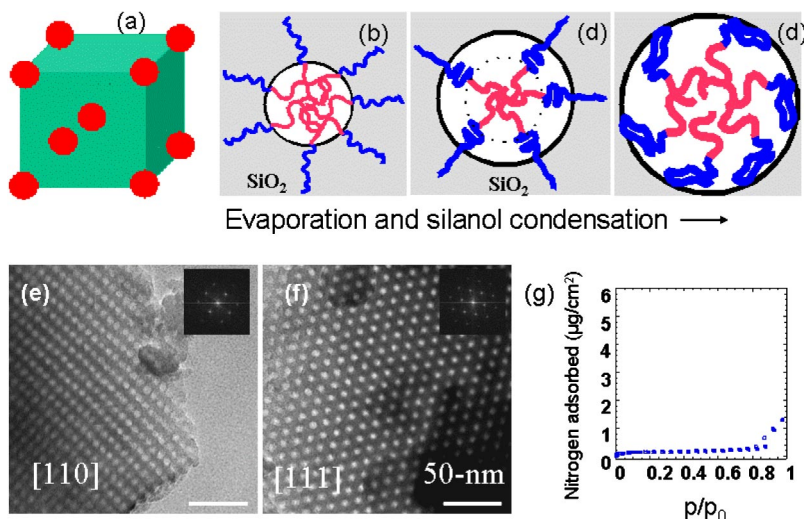 (a)
(b)
(d)
(d)
SiO₂
SiO₂
Evaporation and silanol condensation →
(e)
(f)
(g)
[110]
[111]
50-nm
Nitrogen adsorbed (µg/cm²)
6
5
4
3
2
1
0
0 0.2 0.4 0.6 0.8 1
p/p₀